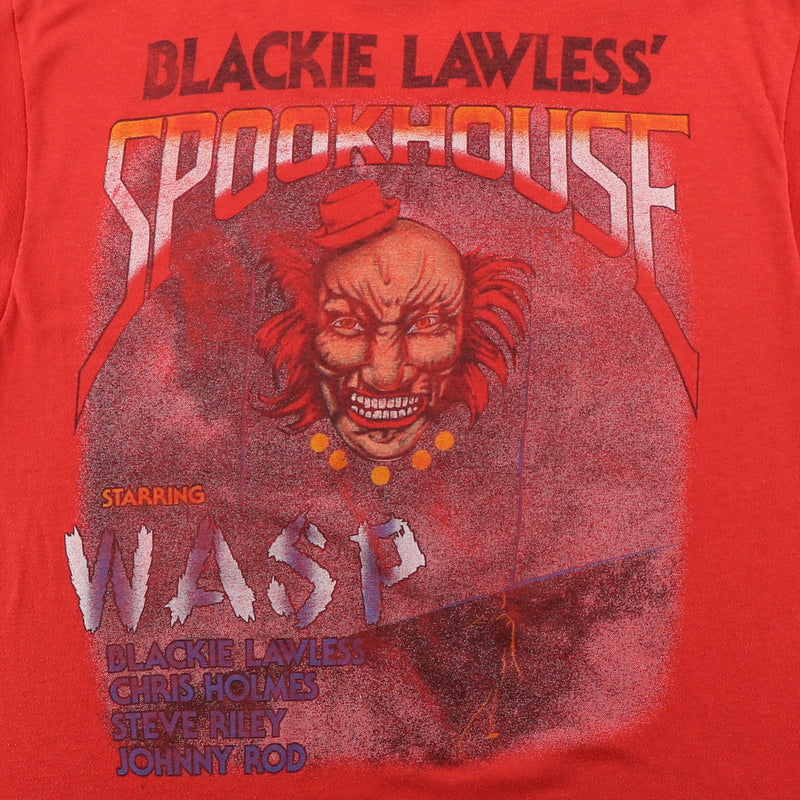 BLACKIE LAWLESS'
SPOOKHOUSE
STARRING
WASP
BLACKIE LAWLESS
CHRIS HOLMES
STEVE RILEY
JOHNNY ROD